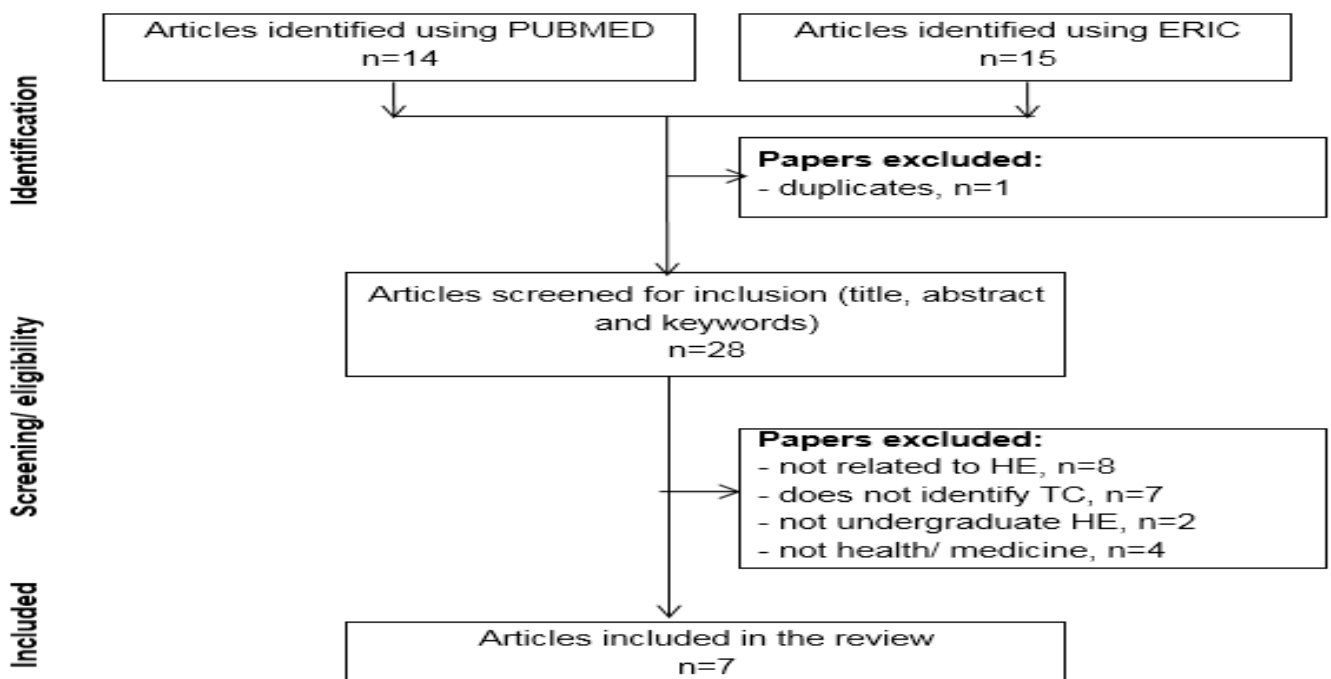 Articles identified using PUBMED
n=14
Articles identified using ERIC
n=15
Identification
Papers excluded:
- duplicates, n=1
Articles screened for inclusion (title, abstract
and keywords)
n=28
Screening/ eligibility
Papers excluded:
- not related to HE, n=8
- does not identify TC, n=7
- not undergraduate HE, n=2
- not health/ medicine, n=4
Included
Articles included in the review
n=7